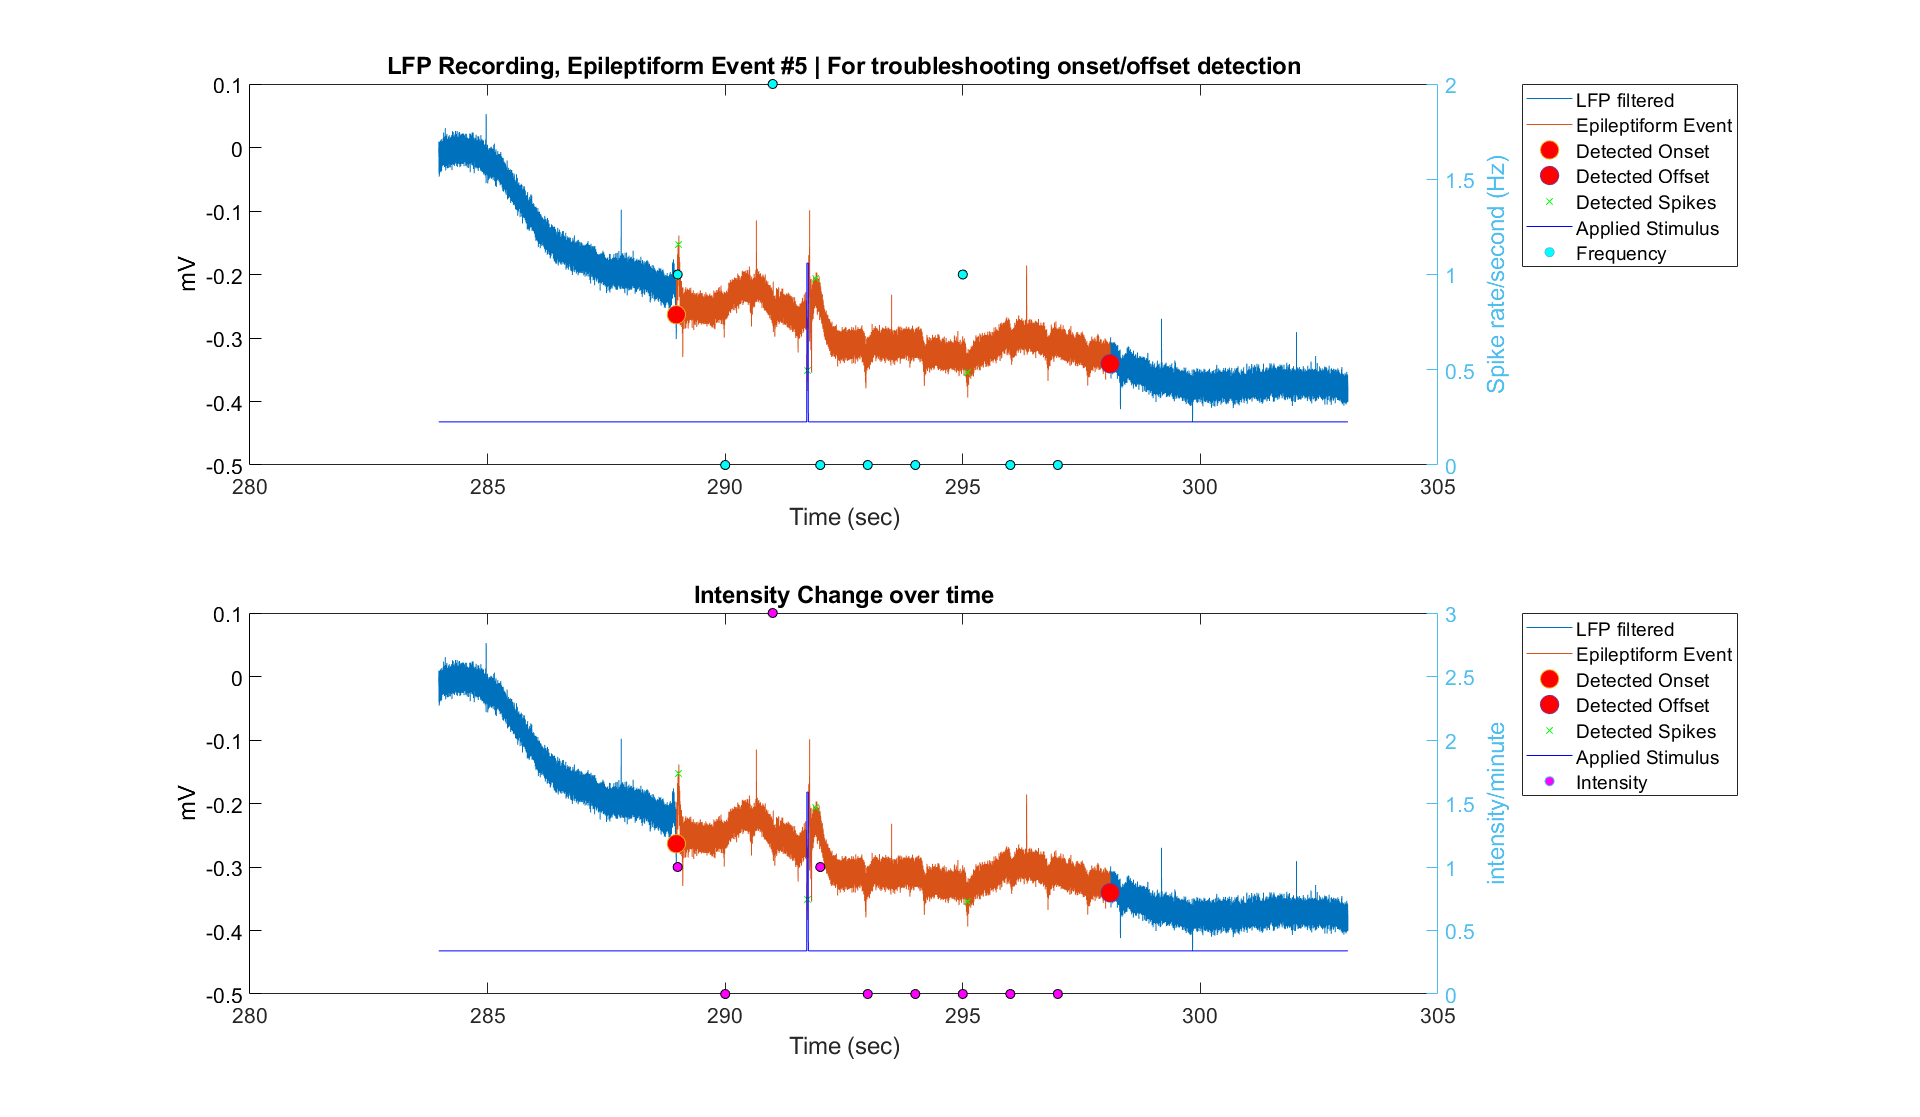 LFP Recording, Epileptiform Event #5 | For troubleshooting onset/offset detection
0.1
0
-0.1
-0.2
-0.3
-0.4
-0.5
mV
280
285
290
295
300
305
Time (sec)
2
1.5
1
0.5
0
Spike rate/second (Hz)
LFP filtered
Epileptiform Event
Detected Onset
Detected Offset
Detected Spikes
Applied Stimulus
Frequency
Intensity Change over time
0.1
0
-0.1
-0.2
-0.3
-0.4
-0.5
mV
280
285
290
295
300
305
Time (sec)
3
2.5
2
1.5
1
0.5
0
intensity/minute
LFP filtered
Epileptiform Event
Detected Onset
Detected Offset
Detected Spikes
Applied Stimulus
Intensity